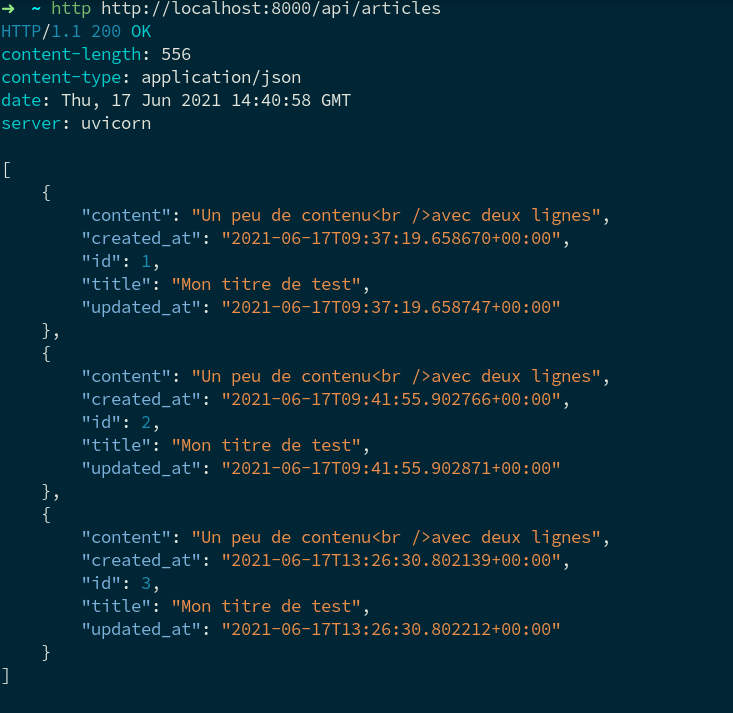 ➜  ~ http http://localhost:8000/api/articles
HTTP/1.1 200 OK
content-length: 556
content-type: application/json
date: Thu, 17 Jun 2021 14:40:58 GMT
server: uvicorn

[
    {
        "content": "Un peu de contenu<br />avec deux lignes",
        "created_at": "2021-06-17T09:37:19.658670+00:00",
        "id": 1,
        "title": "Mon titre de test",
        "updated_at": "2021-06-17T09:37:19.658747+00:00"
    },
    {
        "content": "Un peu de contenu<br />avec deux lignes",
        "created_at": "2021-06-17T09:41:55.902766+00:00",
        "id": 2,
        "title": "Mon titre de test",
        "updated_at": "2021-06-17T09:41:55.902871+00:00"
    },
    {
        "content": "Un peu de contenu<br />avec deux lignes",
        "created_at": "2021-06-17T13:26:30.802139+00:00",
        "id": 3,
        "title": "Mon titre de test",
        "updated_at": "2021-06-17T13:26:30.802212+00:00"
    }
]